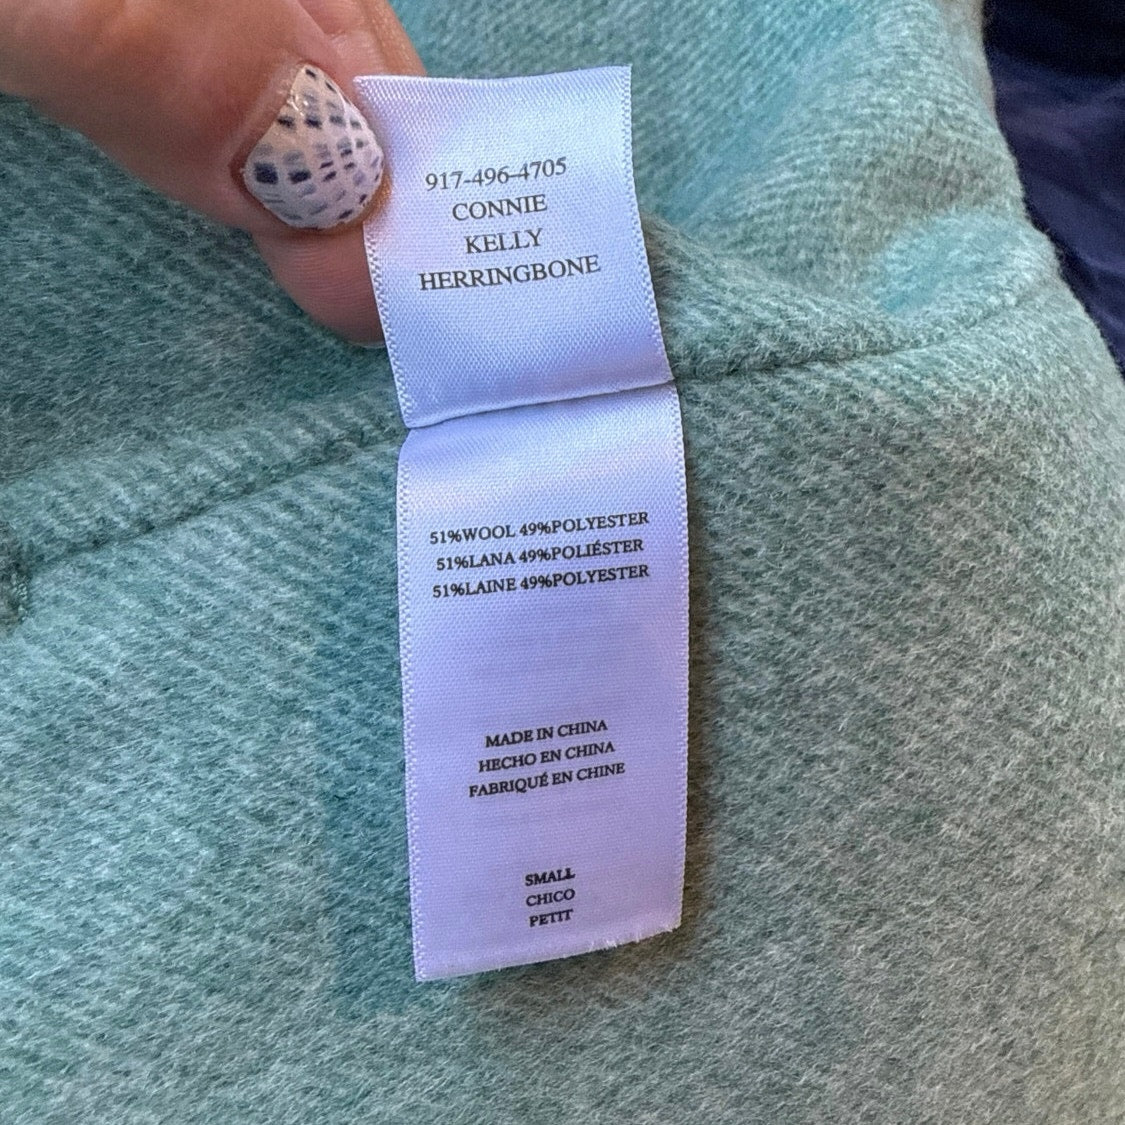 917-496-4705
CONNIE
KELLY
HERRINGBONE
51%WOOL 49%POLYESTER
51%LANA 49%POLIÉSTER
51%LAINE 49%POLYESTER
MADE IN CHINA
HECHO EN CHINA
FABRIQUÉ EN CHINE
SMALL
CHICO
PETIT